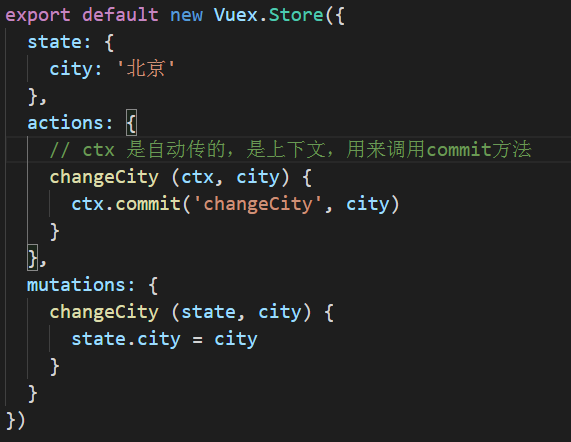 export default new Vuex.Store({
  state: {
    city: '北京'
  },
  actions: {
    // ctx 是自动传的，是上下文，用来调用commit方法
    changeCity (ctx, city) {
      ctx.commit('changeCity', city)
    }
  },
  mutations: {
    changeCity (state, city) {
      state.city = city
    }
  }
})